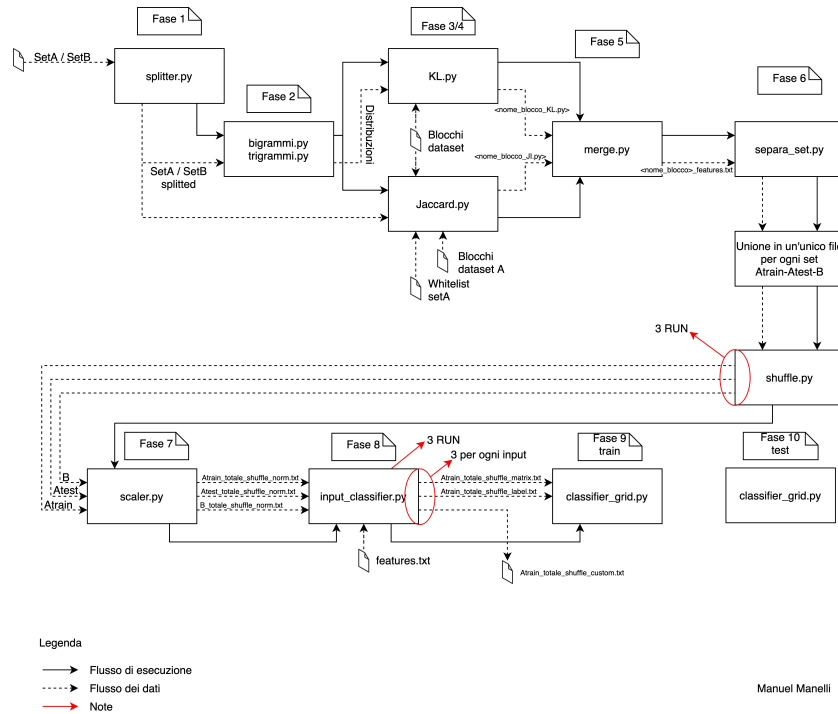 Fase 1
Fase 3/4
Fase 5
Fase 6
SetA / SetB
splitter.py
KL.py
Fase 2
Distribuzioni
<nome_blocco_KL.py>
bigrammi.py
trigrammi.py
Blocchi
dataset
merge.py
separa_set.py
SetA / SetB
splitted
<nome_blocco_JI.py>
<nome_blocco>_features.txt
Jaccard.py
Blocchi
dataset A
Whitelist
setA
Unione in un'unico file
per ogni set
Atrain-Atest-B
3 RUN
shuffle.py
Fase 7
Fase 8
3 RUN
3 per ogni input
Fase 9
train
Fase 10
test
B
Atest
Atrain
scaler.py
Atrain_totale_shuffle_norm.txt
Atest_totale_shuffle_norm.txt
B_totale_shuffle_norm.txt
input_classifier.py
Atrain_totale_shuffle_matrix.txt
Atrain_totale_shuffle_label.txt
classifier_grid.py
classifier_grid.py
features.txt
Atrain_totale_shuffle_custom.txt
Legenda
Flusso di esecuzione
Flusso dei dati
Note
Manuel Manelli